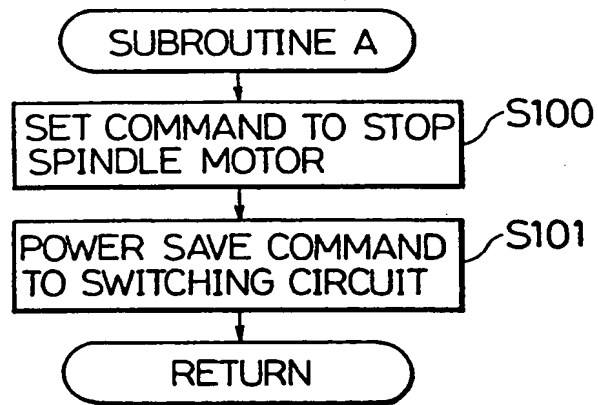 SUBROUTINE A
SET COMMAND TO STOP
SPINDLE MOTOR
S100
POWER SAVE COMMAND
TO SWITCHING CIRCUIT
S101
RETURN